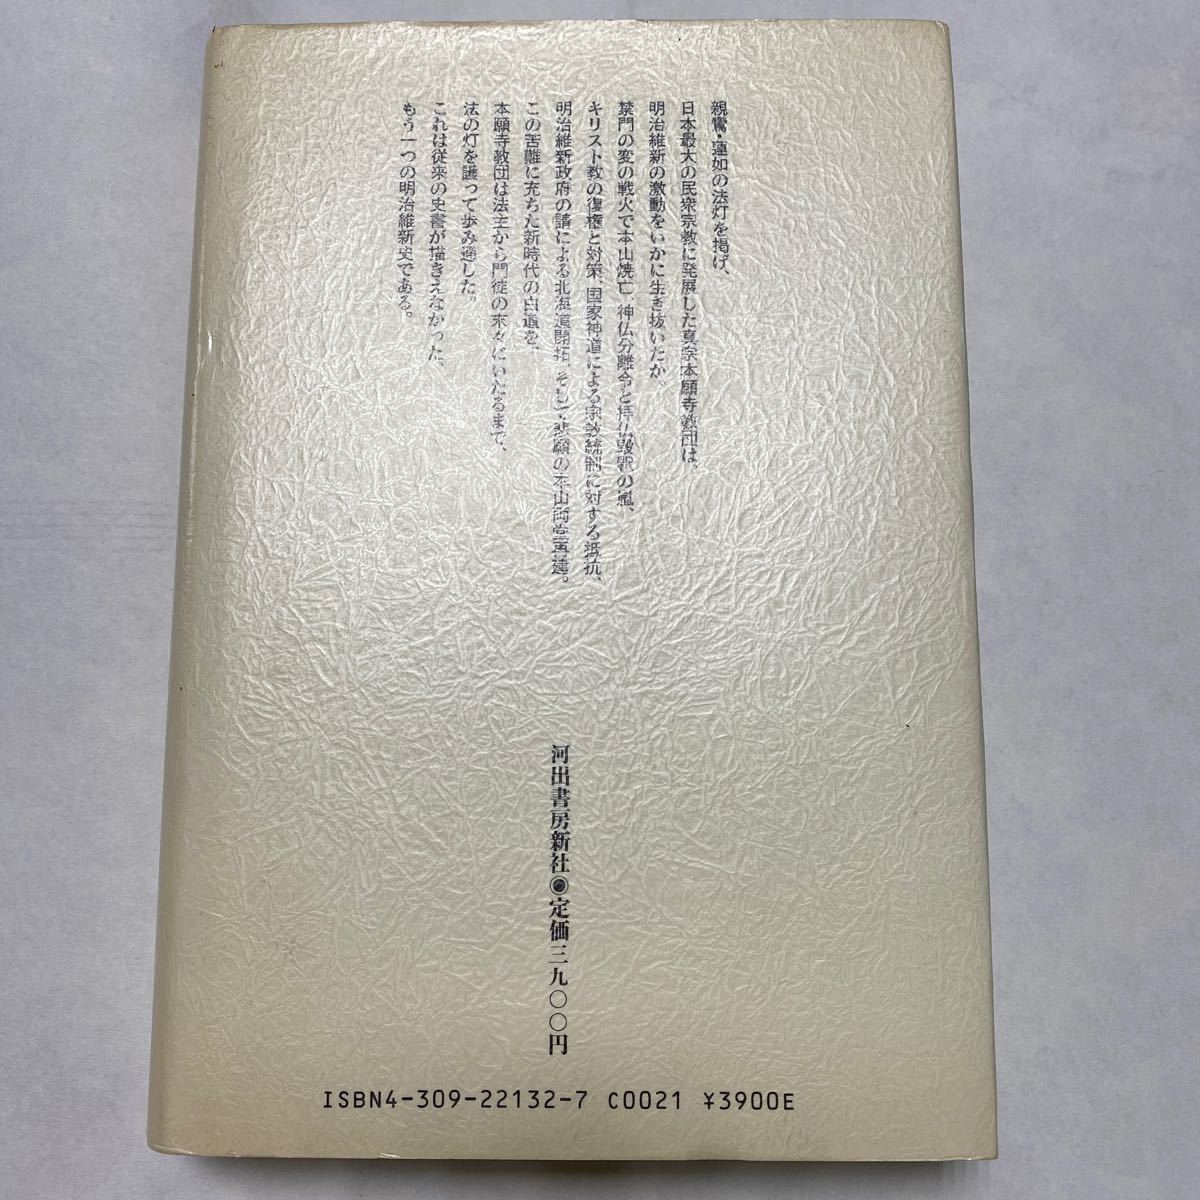 親鸞・蓮如の法灯を掲げ、
日本最大の民衆宗教に発展した真宗本願寺教団は、
明治維新の激動をいかに生き抜いたか。
禁門の変の戦火で本山焼亡、神仏分離令と排仏毀釈の嵐、
キリスト教の復権と対策、国家神道による宗教統制に対する抵抗、
明治維新政府の請による北海道開拓、そして悲願の本山両堂再建。
この苦難に充ちた新時代の白道を、
本願寺教団は法主から門徒の末々にいたるまで、
法の灯を護って歩み通した。
これは従来の史書が描きえなかった、
もう一つの明治維新史である。
河出書房新社◉定価三九〇〇円
ISBN4-309-22132-7 C0021 ¥3900E